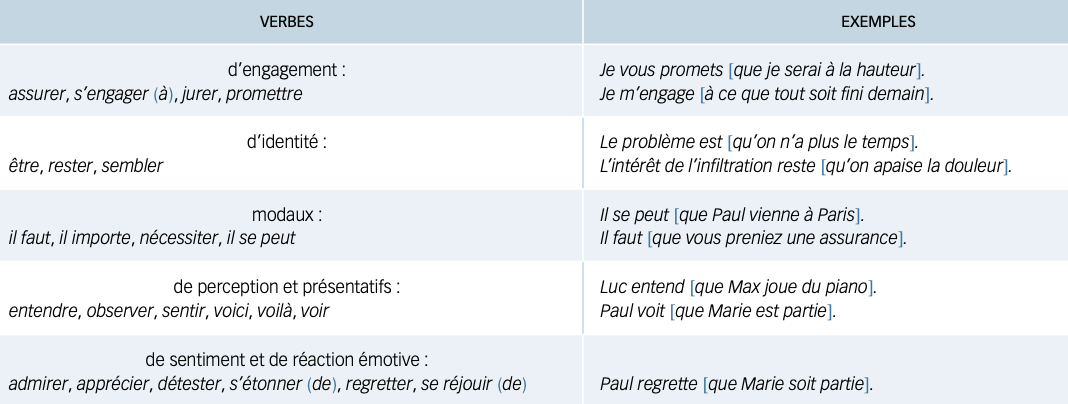 VERBES EXEMPLES
d’engagement :
assurer, s’engager (à), jurer, promettre
Je vous promets [que je serai à la hauteur].
Je m’engage [à ce que tout soit fini demain].
d’identité :
être, rester, sembler
Le problème est [qu’on n’a plus le temps].
L’intérêt de l’infiltration reste [qu’on apaise la douleur].
modaux :
il faut, il importe, nécessiter, il se peut
Il se peut [que Paul vienne à Paris].
Il faut [que vous preniez une assurance].
de perception et présentatifs :
entendre, observer, sentir, voici, voilà, voir
Luc entend [que Max joue du piano].
Paul voit [que Marie est partie].
de sentiment et de réaction émotive :
admirer, apprécier, détester, s’étonner (de), regretter, se réjouir (de)
Paul regrette [que Marie soit partie].